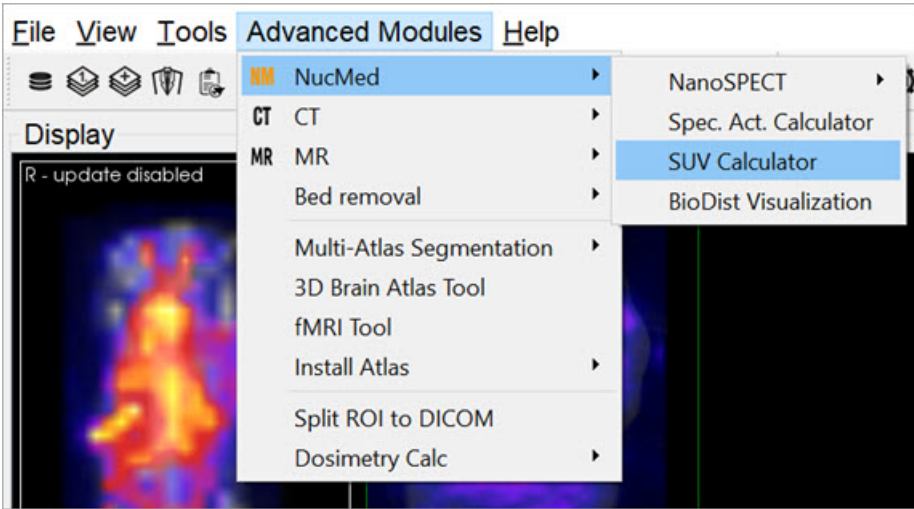 File View Tools Advanced Modules Help
Display
R - update disabled
NM NucMed
CT CT
MR MR
Bed removal
Multi-Atlas Segmentation
3D Brain Atlas Tool
fMRI Tool
Install Atlas
Split ROI to DICOM
Dosimetry Calc
NanoSPECT
Spec. Act. Calculator
SUV Calculator
BioDist Visualization